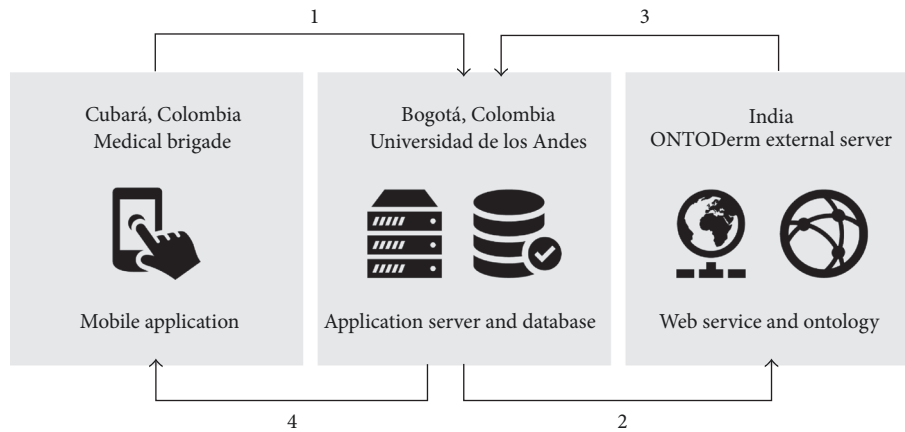 1
3
Cubará, Colombia
Medical brigade
Bogotá, Colombia
Universidad de los Andes
India
ONTODerm external server
Mobile application
Application server and database
Web service and ontology
4
2